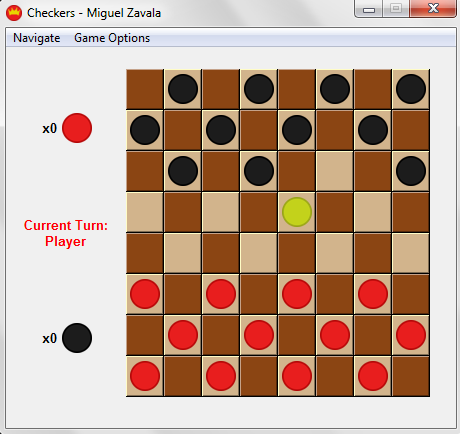 Checkers - Miguel Zavala
Navigate Game Options
x0
Current Turn:
Player
x0